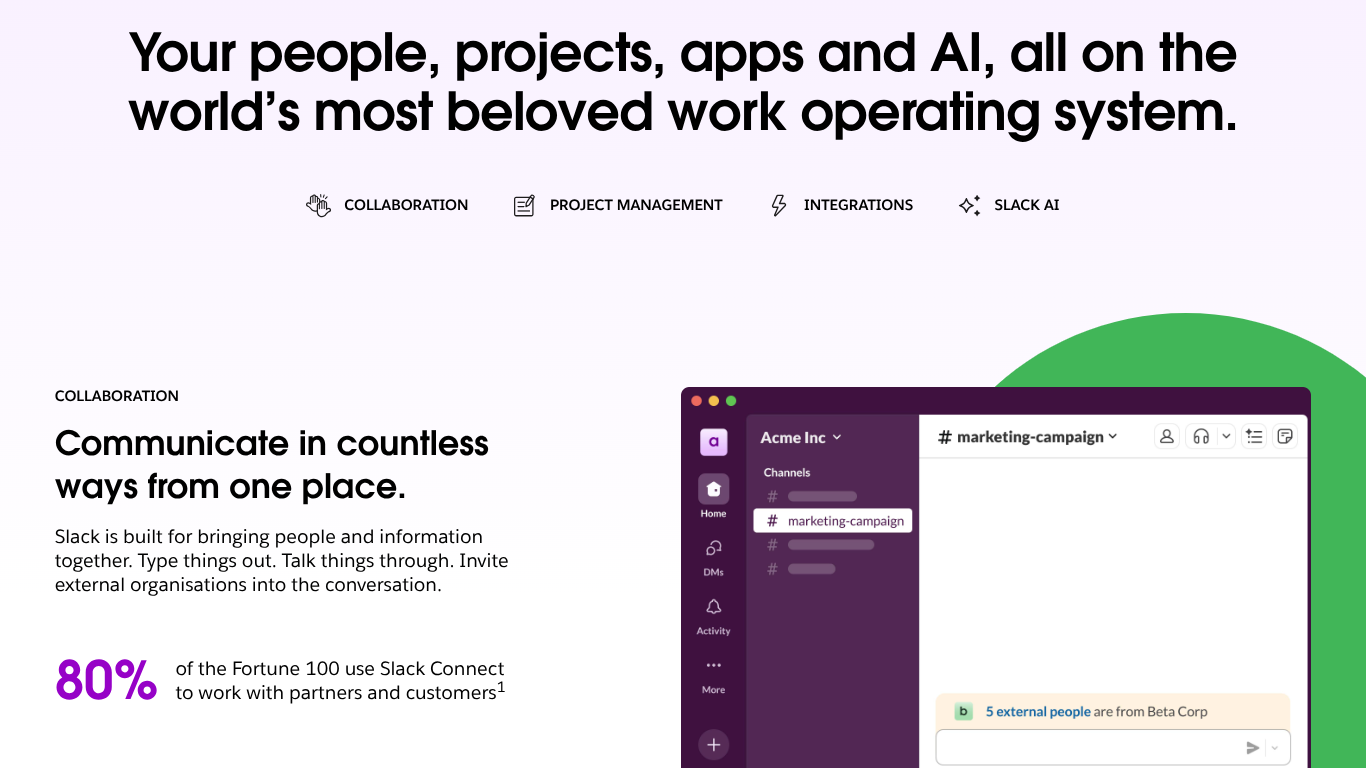 Your people, projects, apps and AI, all on the
world’s most beloved work operating system.
COLLABORATION
PROJECT MANAGEMENT
INTEGRATIONS
SLACK AI
COLLABORATION
Communicate in countless
ways from one place.
Slack is built for bringing people and information
together. Type things out. Talk things through. Invite
external organisations into the conversation.
80%
of the Fortune 100 use Slack Connect
to work with partners and customers1
a
Home
DMs
Activity
More
Acme Inc
Channels
#
# marketing-campaign
#
#
# marketing-campaign
b 5 external people are from Beta Corp